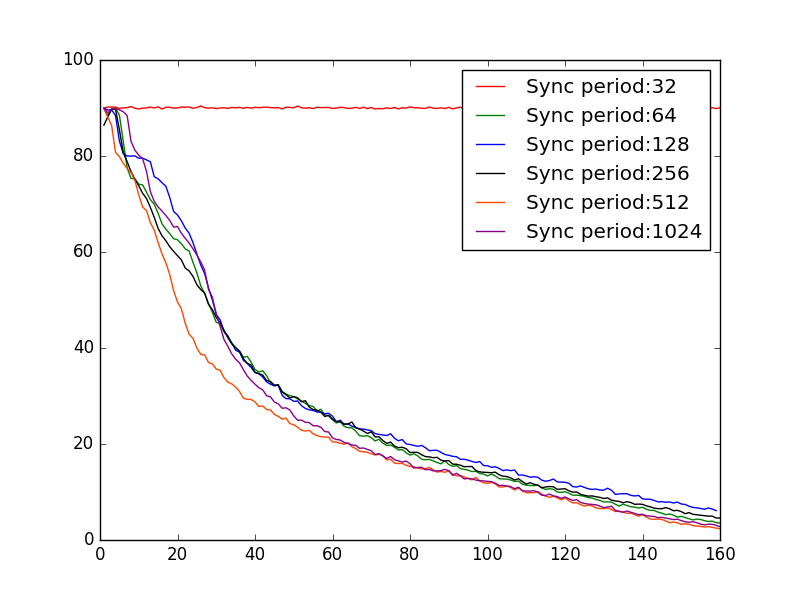 100
80
60
40
20
0
0 20 40 60 80 100 120 140 160
Sync period:32
Sync period:64
Sync period:128
Sync period:256
Sync period:512
Sync period:1024